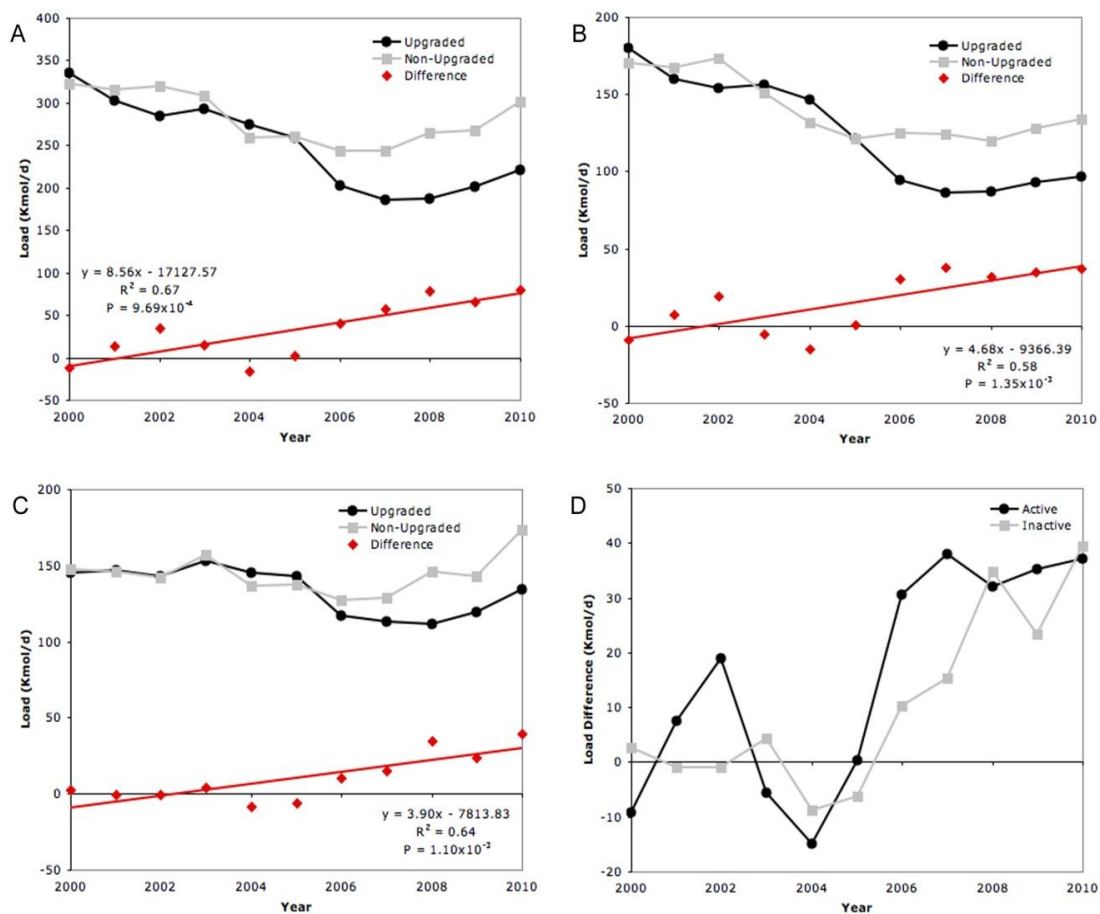 A
400
350
300
250
200
150
100
50
0
-50
Load (Kmol/d)
Upgraded
Non-Upgraded
Difference
y = 8.56x - 17127.57
R² = 0.67
P = 9.69x10⁻⁴
2000 2002 2004 2006 2008 2010
Year
B
200
150
100
50
0
-50
Load (Kmol/d)
Upgraded
Non-Upgraded
Difference
y = 4.68x - 9366.39
R² = 0.58
P = 1.35x10⁻³
2000 2002 2004 2006 2008 2010
Year
C
200
150
100
50
0
-50
Load (Kmol/d)
Upgraded
Non-Upgraded
Difference
y = 3.90x - 7813.83
R² = 0.64
P = 1.10x10⁻³
2000 2002 2004 2006 2008 2010
Year
D
50
40
30
20
10
0
-10
-20
Load Difference (Kmol/d)
Active
Inactive
2000 2002 2004 2006 2008 2010
Year